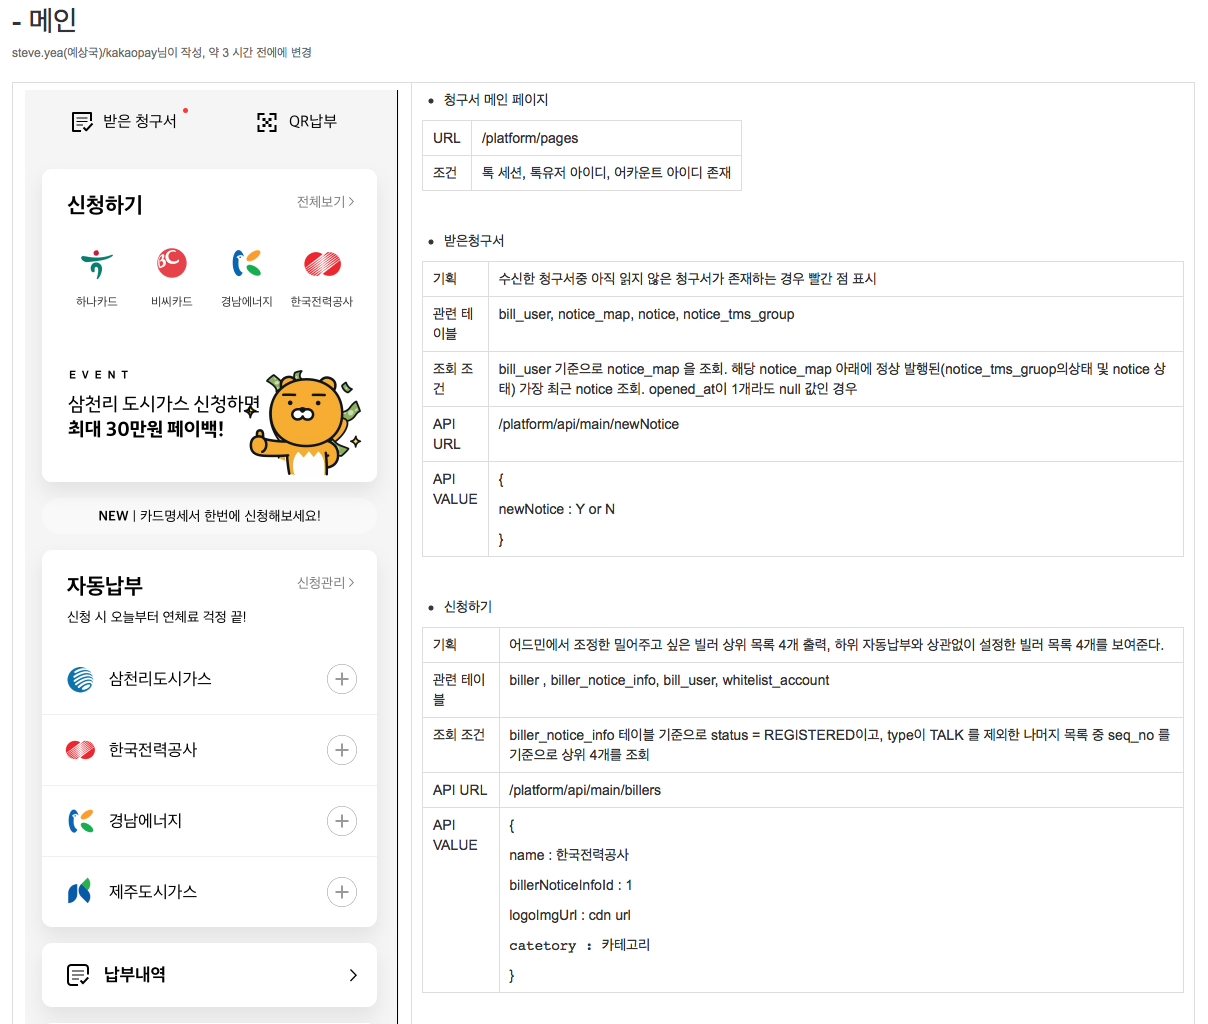 - 메인
steve.yea(예상국)/kakaopay님이 작성, 약 3 시간 전에에 변경
받은 청구서
QR납부
신청하기
전체보기 >
하나카드
비씨카드
경남에너지
한국전력공사
EVENT
삼천리 도시가스 신청하면
최대 30만원 페이백!
NEW | 카드명세서 한번에 신청해보세요!
자동납부
신청관리 >
신청 시 오늘부터 연체료 걱정 끝!
삼천리도시가스
한국전력공사
경남에너지
제주도시가스
납부내역
• 청구서 메인 페이지
URL /platform/pages
조건 톡 세션, 톡유저 아이디, 어카운트 아이디 존재
• 받은청구서
기획 수신한 청구서중 아직 읽지 않은 청구서가 존재하는 경우 빨간 점 표시
관련 테
이블
bill_user, notice_map, notice, notice_tms_group
조회 조
건
bill_user 기준으로 notice_map 을 조회. 해당 notice_map 아래에 정상 발행된(notice_tms_gruop의상태 및 notice 상
태) 가장 최근 notice 조회. opened_at이 1개라도 null 값인 경우
API
URL
/platform/api/main/newNotice
API
VALUE
{
newNotice : Y or N
}
• 신청하기
기획 어드민에서 조정한 밀어주고 싶은 빌러 상위 목록 4개 출력, 하위 자동납부와 상관없이 설정한 빌러 목록 4개를 보여준다.
관련 테이
블
biller , biller_notice_info, bill_user, whitelist_account
조회 조건
biller_notice_info 테이블 기준으로 status = REGISTERED이고, type이 TALK 를 제외한 나머지 목록 중 seq_no 를
기준으로 상위 4개를 조회
API URL /platform/api/main/billers
API
VALUE
{
name : 한국전력공사
billerNoticeInfoId : 1
logoImgUrl : cdn url
catetory : 카테고리
}